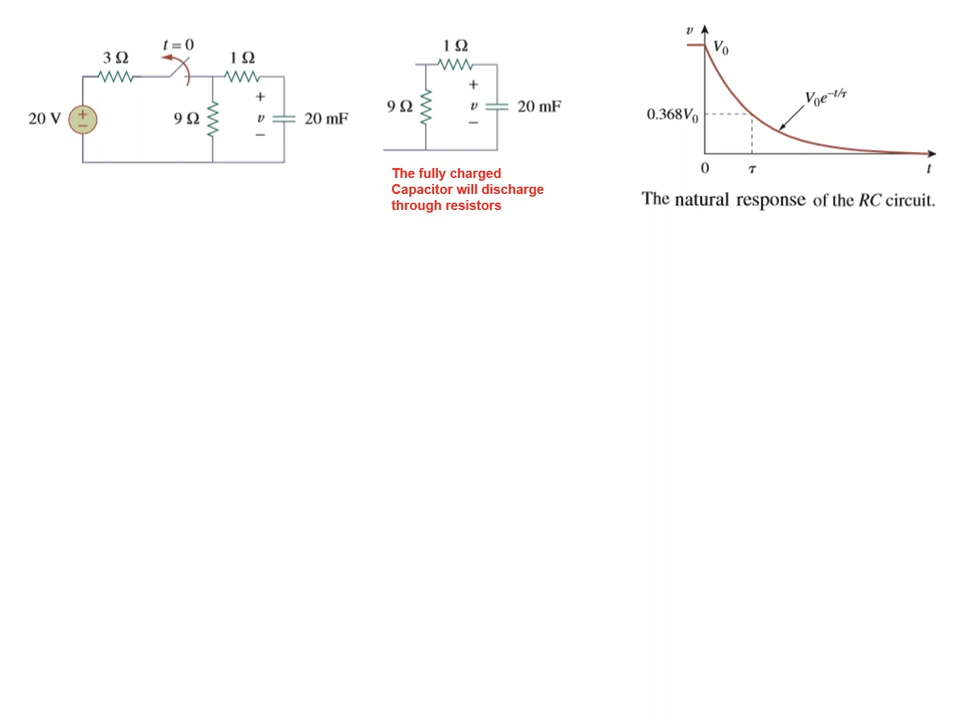 t = 0
3 Ω
1 Ω
20 V
+
−
9 Ω
+
v
−
20 mF
1 Ω
9 Ω
+
v
−
20 mF
The fully charged
Capacitor will discharge
through resistors
v
V₀
V₀e^−t/τ
0.368V₀
0
τ
t
The natural response of the RC circuit.